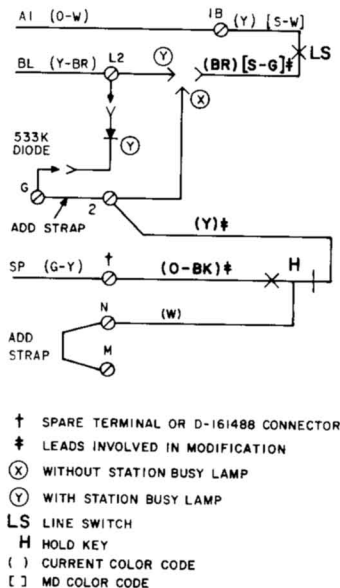 A1 (O-W) 1B (Y) [S-W]
LS
BL (Y-BR) L2 Ⓨ (BR) [S-G]‡
Ⓧ
533K
DIODE
Ⓨ
G
2
ADD STRAP
(Y)‡
SP (G-Y) † (O-BK)‡ H
N (W)
ADD
STRAP
M
† SPARE TERMINAL OR D-161488 CONNECTOR
‡ LEADS INVOLVED IN MODIFICATION
Ⓧ WITHOUT STATION BUSY LAMP
Ⓨ WITH STATION BUSY LAMP
LS LINE SWITCH
H HOLD KEY
( ) CURRENT COLOR CODE
[ ] MD COLOR CODE